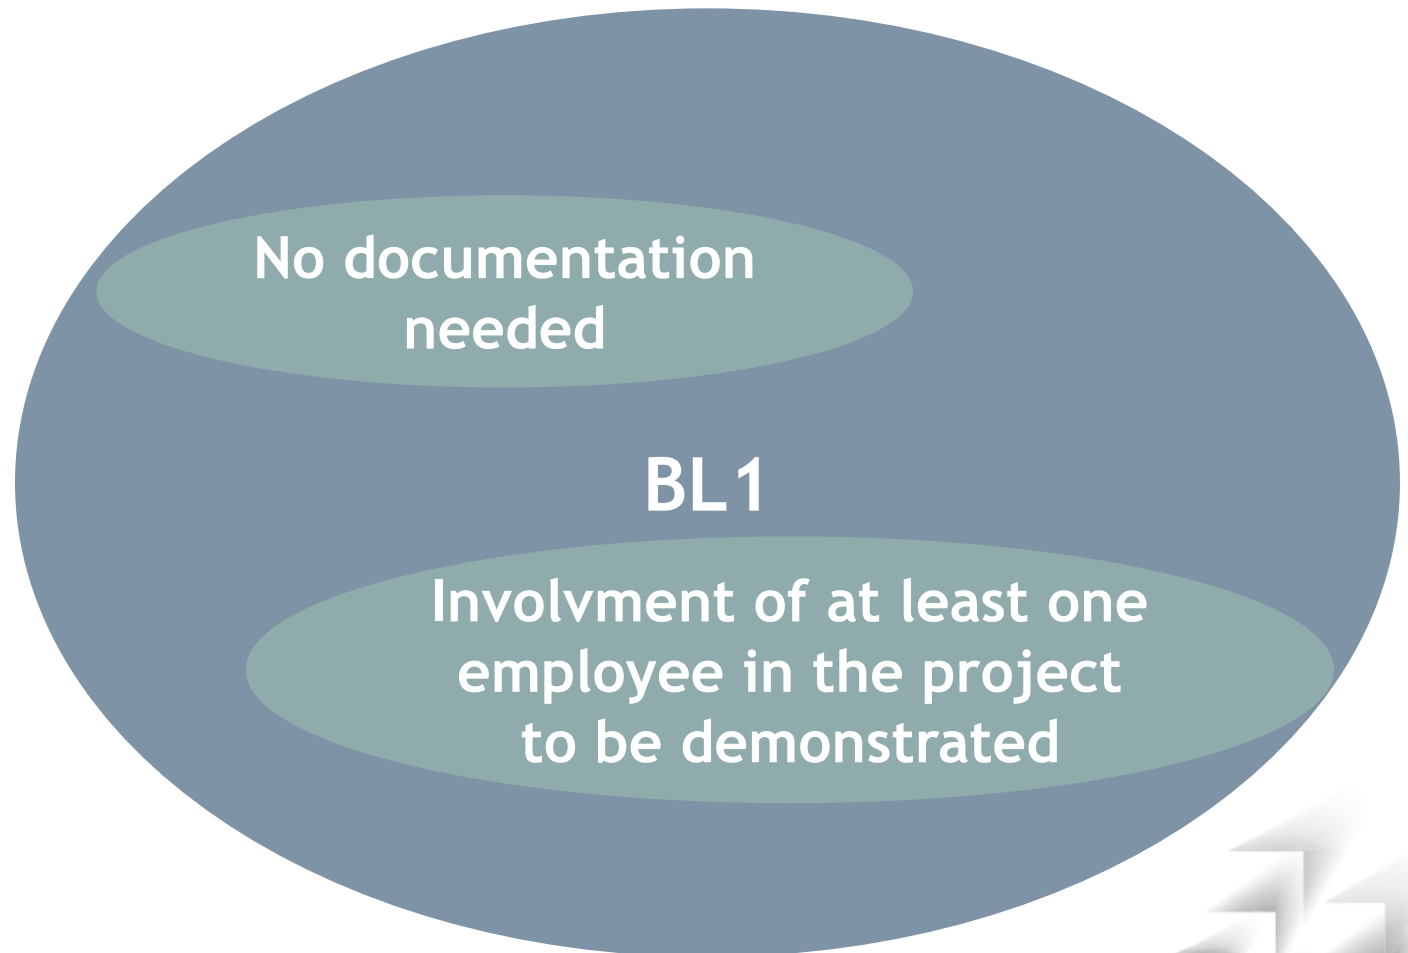 No documentation
needed
BL1
Involvment of at least one
employee in the project
to be demonstrated